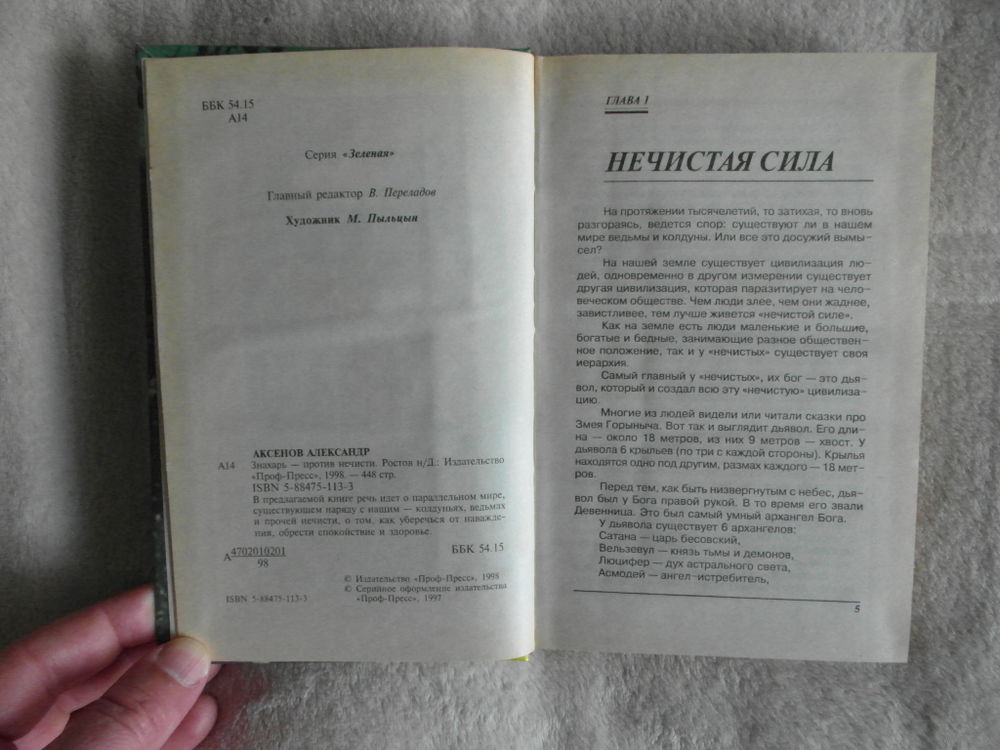 ББК 54.15
А14
Серия «Зеленая»
Главный редактор В. Переладов
Художник М. Пыльцын
АКСЕНОВ АЛЕКСАНДР
А14 Знахарь — против нечисти. Ростов н/Д.: Издательство
«Проф-Пресс», 1998. — 448 стр.
ISBN 5-88475-113-3
В предлагаемой книге речь идет о параллельном мире,
существующем наряду с нашим — колдуньях, ведьмах
и прочей нечисти, о том, как уберечься от наважде-
ния, обрести спокойствие и здоровье.
А 4702010201
98
ББК 54.15
© Издательство «Проф-Пресс», 1998
© Серийное оформление издательства
«Проф-Пресс», 1997
ISBN 5-88475-113-3
ГЛАВА 1
НЕЧИСТАЯ СИЛА
На протяжении тысячелетий, то затихая, то вновь
разгораясь, ведется спор: существуют ли в нашем
мире ведьмы и колдуны. Или все это досужий вымы-
сел?
На нашей земле существует цивилизация лю-
дей, одновременно в другом измерении существует
другая цивилизация, которая паразитирует на чело-
веческом обществе. Чем люди злее, чем они жаднее,
завистливее, тем лучше живется «нечистой силе».
Как на земле есть люди маленькие и большие,
богатые и бедные, занимающие разное обществен-
ное положение, так и у «нечистых» существует своя
иерархия.
Самый главный у «нечистых», их бог — это дья-
вол, который и создал всю эту «нечистую» цивилиза-
цию.
Многие из людей видели или читали сказки про
Змея Горыныча. Вот так и выглядит дьявол. Его дли-
на — около 18 метров, из них 9 метров — хвост. У
дьявола 6 крыльев (по три с каждой стороны). Крылья
находятся одно под другим, размах каждого — 18 мет-
ров.
Перед тем, как быть низвергнутым с небес, дья-
вол был у Бога правой рукой. В то время его звали
Девенница. Это был самый умный архангел Бога.
У дьявола существует 6 архангелов:
Сатана — царь бесовский,
Вельзевул — князь тьмы и демонов,
Люцифер — дух астрального света,
Асмодей — ангел-истребитель,
5